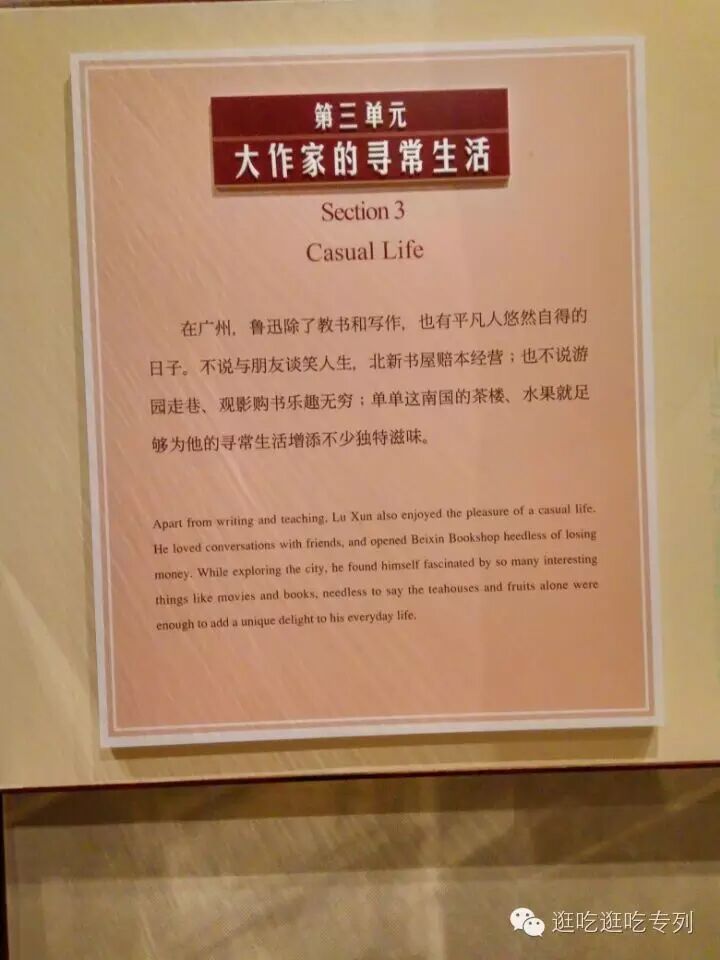 第三单元
大作家的寻常生活
Section 3
Casual Life
在广州，鲁迅除了教书和写作，也有平凡人悠然自得的
日子。不说与朋友谈笑人生，北新书屋赔本经营；也不说游
园走巷、观影购书乐趣无穷；单单这南国的茶楼、水果就足
够为他的寻常生活增添不少独特滋味。
Apart from writing and teaching, Lu Xun also enjoyed the pleasure of a casual life.
He loved conversations with friends, and opened Beixin Bookshop heedless of losing
money. While exploring the city, he found himself fascinated by so many interesting
things like movies and books, needless to say the teahouses and fruits alone were
enough to add a unique delight to his everyday life.
逛吃逛吃专列